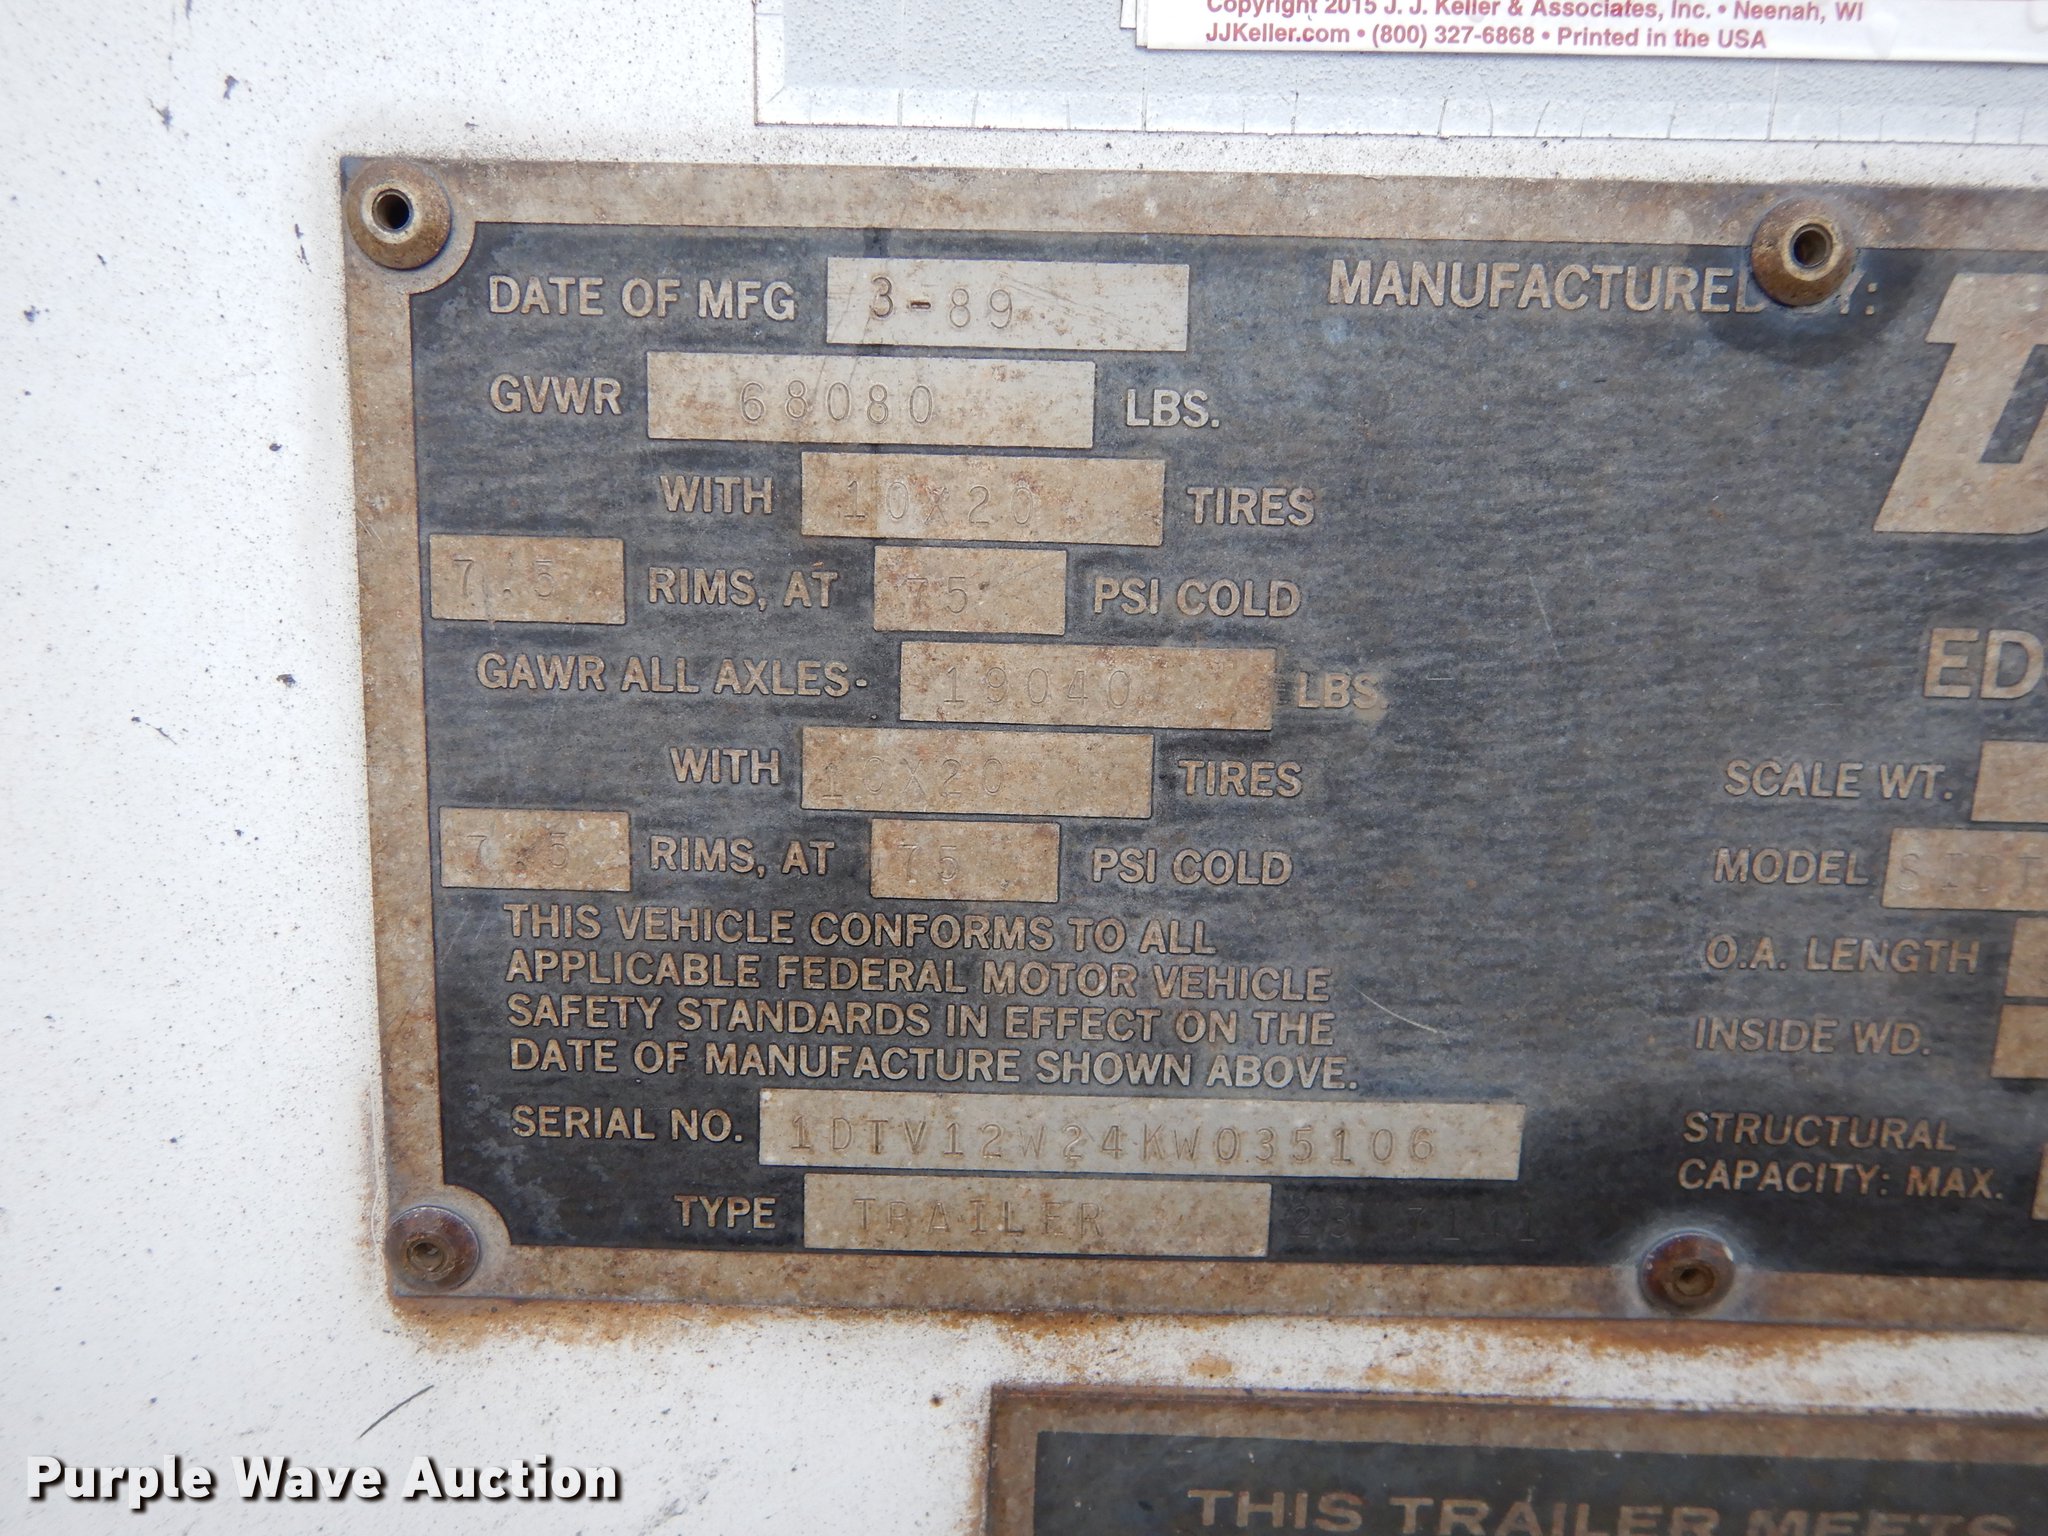 Copyright 2015 J. J. Keller & Associates, Inc. • Neenah, WI
JJKeller.com • (800) 327-6868 • Printed in the USA
DATE OF MFG 3-89
GVWR 68080 LBS.
WITH 10X20 TIRES
7.5 RIMS, AT 75 PSI COLD
GAWR ALL AXLES- 19040 LBS.
WITH 10X20 TIRES
7.5 RIMS, AT 75 PSI COLD
THIS VEHICLE CONFORMS TO ALL
APPLICABLE FEDERAL MOTOR VEHICLE
SAFETY STANDARDS IN EFFECT ON THE
DATE OF MANUFACTURE SHOWN ABOVE.
SERIAL NO. 1DTV12W24KW035106
TYPE TRAILER
MANUFACTURED BY:
D
ED
SCALE WT.
MODEL
O.A. LENGTH
INSIDE WD.
STRUCTURAL
CAPACITY: MAX.
THIS TRAILER MEETS
Purple Wave Auction